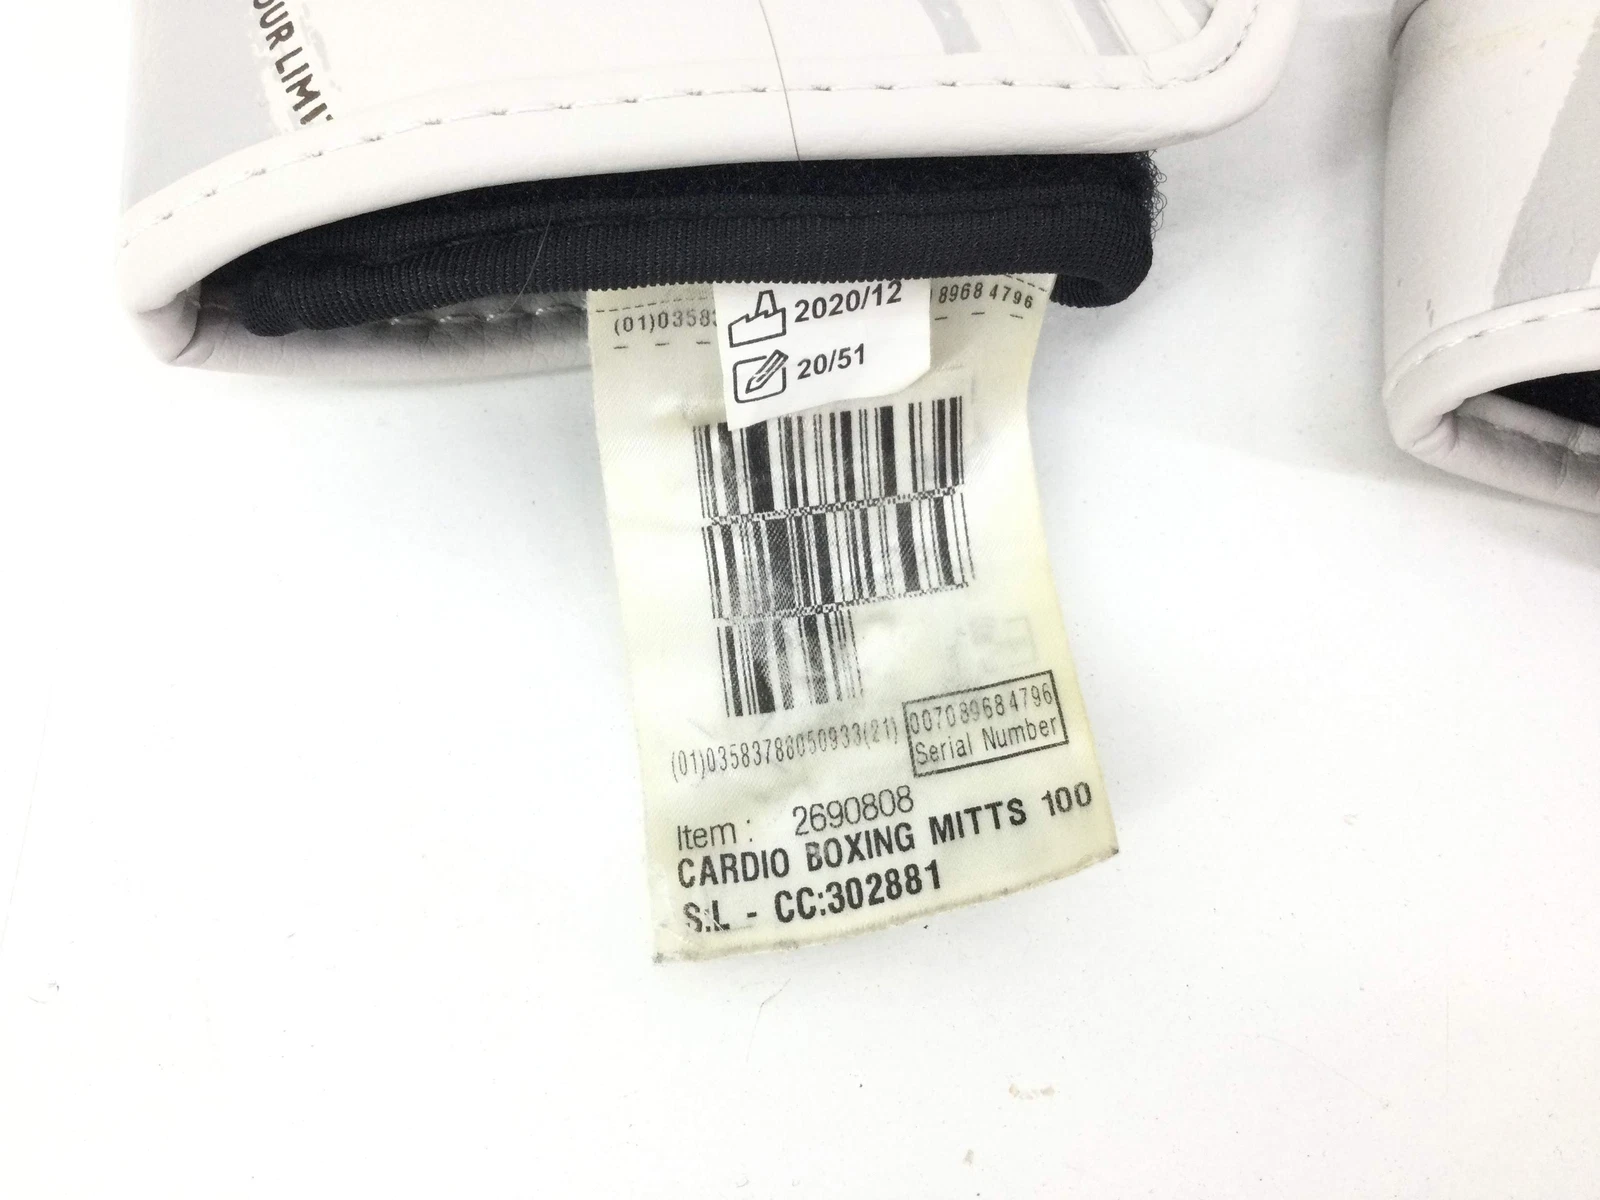 OUR LIMI
2020/12
(01)0358
8968 4796
20/51
(01)03583788050933(21)
007089684796
Serial Number
Item : 2690808
CARDIO BOXING MITTS 100
S.L - CC:302881